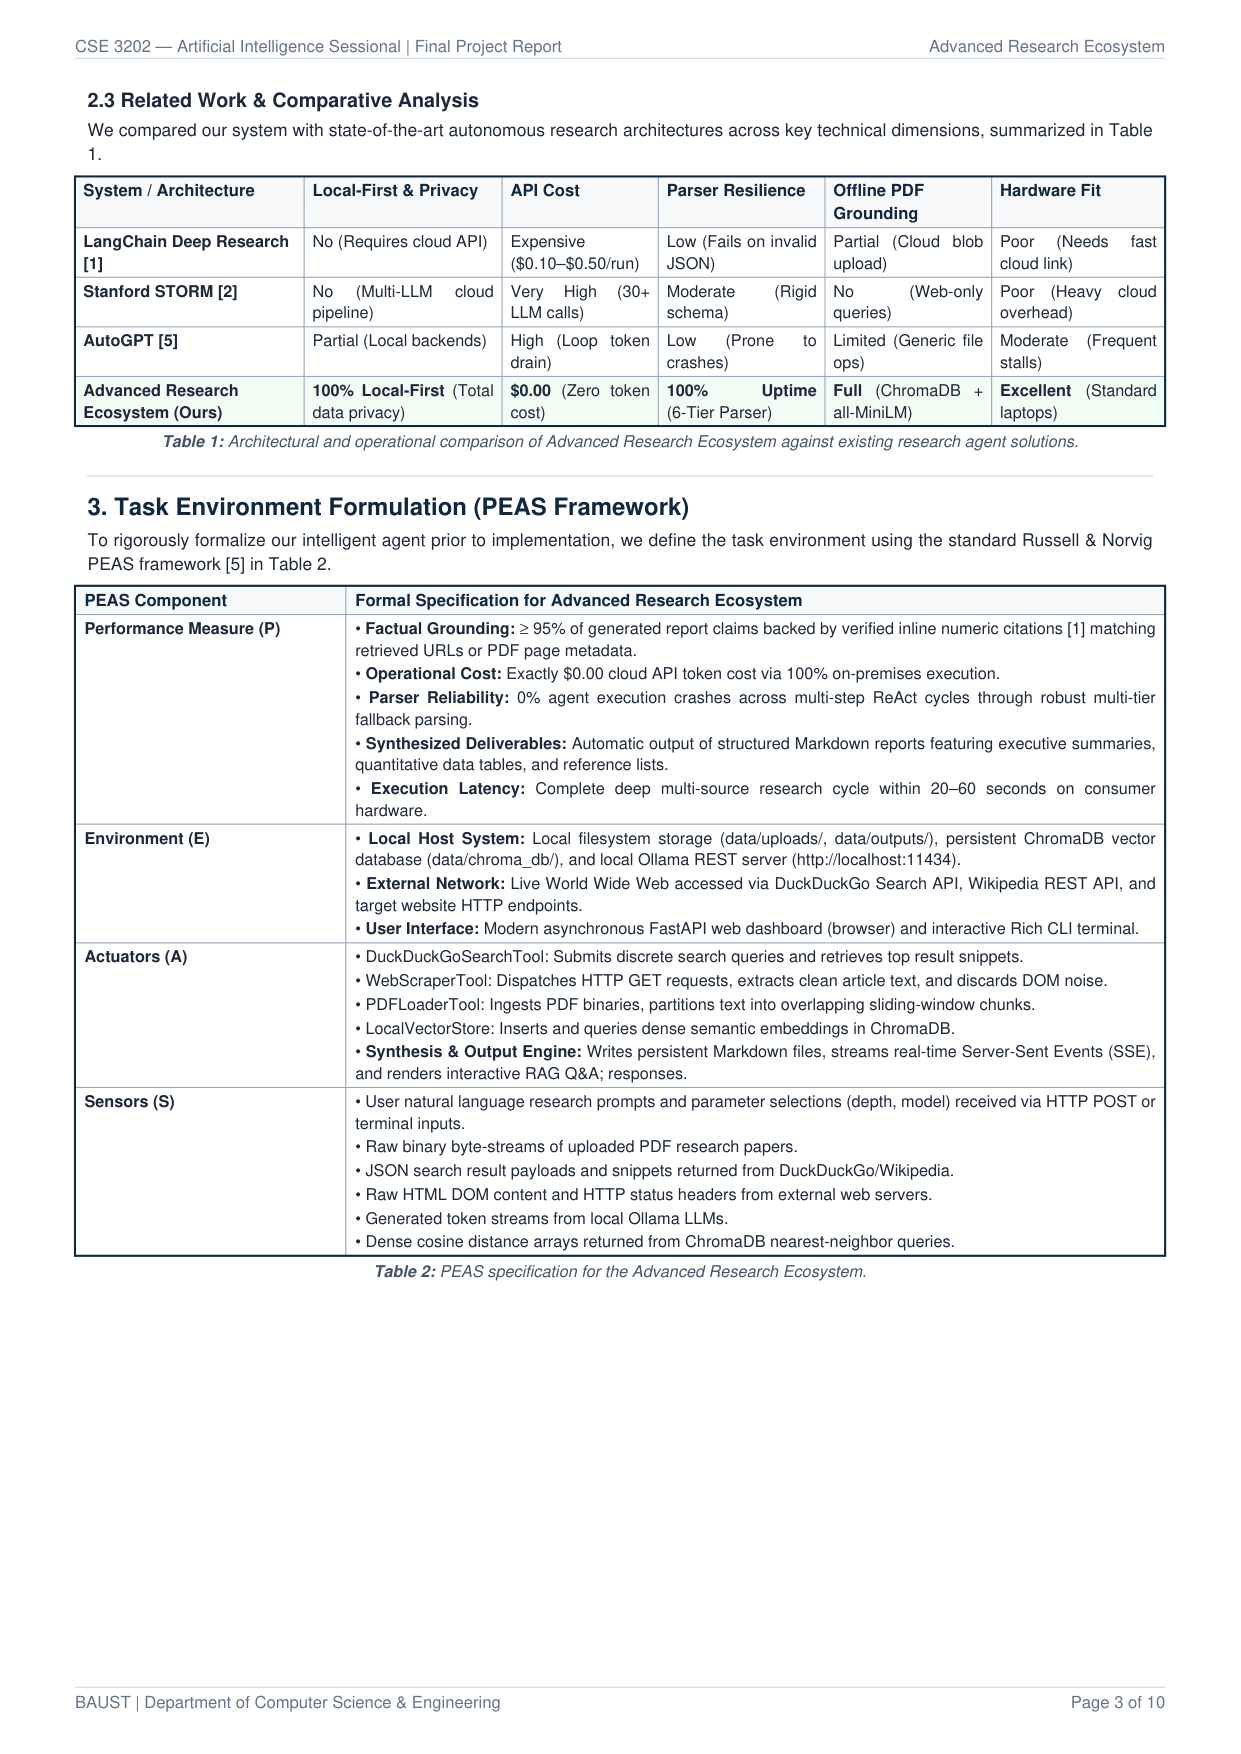 CSE 3202 — Artificial Intelligence Sessional | Final Project Report
Advanced Research Ecosystem
2.3 Related Work & Comparative Analysis
We compared our system with state-of-the-art autonomous research architectures across key technical dimensions, summarized in Table
1.
System / Architecture
Local-First & Privacy
API Cost
Parser Resilience
Offline PDF
Grounding
Hardware Fit
LangChain Deep Research
[1]
No (Requires cloud API)
Expensive
($0.10–$0.50/run)
Low (Fails on invalid
JSON)
Partial (Cloud blob
upload)
Poor (Needs fast
cloud link)
Stanford STORM [2]
No (Multi-LLM cloud
pipeline)
Very High (30+
LLM calls)
Moderate (Rigid
schema)
No (Web-only
queries)
Poor (Heavy cloud
overhead)
AutoGPT [5]
Partial (Local backends)
High (Loop token
drain)
Low (Prone to
crashes)
Limited (Generic file
ops)
Moderate (Frequent
stalls)
Advanced Research
Ecosystem (Ours)
100% Local-First (Total
data privacy)
$0.00 (Zero token
cost)
100% Uptime
(6-Tier Parser)
Full (ChromaDB +
all-MiniLM)
Excellent (Standard
laptops)
Table 1: Architectural and operational comparison of Advanced Research Ecosystem against existing research agent solutions.
3. Task Environment Formulation (PEAS Framework)
To rigorously formalize our intelligent agent prior to implementation, we define the task environment using the standard Russell & Norvig
PEAS framework [5] in Table 2.
PEAS Component
Formal Specification for Advanced Research Ecosystem
Performance Measure (P)
• Factual Grounding: ≥ 95% of generated report claims backed by verified inline numeric citations [1] matching
retrieved URLs or PDF page metadata.
• Operational Cost: Exactly $0.00 cloud API token cost via 100% on-premises execution.
• Parser Reliability: 0% agent execution crashes across multi-step ReAct cycles through robust multi-tier
fallback parsing.
• Synthesized Deliverables: Automatic output of structured Markdown reports featuring executive summaries,
quantitative data tables, and reference lists.
• Execution Latency: Complete deep multi-source research cycle within 20–60 seconds on consumer
hardware.
Environment (E)
• Local Host System: Local filesystem storage (data/uploads/, data/outputs/), persistent ChromaDB vector
database (data/chroma_db/), and local Ollama REST server (http://localhost:11434).
• External Network: Live World Wide Web accessed via DuckDuckGo Search API, Wikipedia REST API, and
target website HTTP endpoints.
• User Interface: Modern asynchronous FastAPI web dashboard (browser) and interactive Rich CLI terminal.
Actuators (A)
• DuckDuckGoSearchTool: Submits discrete search queries and retrieves top result snippets.
• WebScraperTool: Dispatches HTTP GET requests, extracts clean article text, and discards DOM noise.
• PDFLoaderTool: Ingests PDF binaries, partitions text into overlapping sliding-window chunks.
• LocalVectorStore: Inserts and queries dense semantic embeddings in ChromaDB.
• Synthesis & Output Engine: Writes persistent Markdown files, streams real-time Server-Sent Events (SSE),
and renders interactive RAG Q&A; responses.
Sensors (S)
• User natural language research prompts and parameter selections (depth, model) received via HTTP POST or
terminal inputs.
• Raw binary byte-streams of uploaded PDF research papers.
• JSON search result payloads and snippets returned from DuckDuckGo/Wikipedia.
• Raw HTML DOM content and HTTP status headers from external web servers.
• Generated token streams from local Ollama LLMs.
• Dense cosine distance arrays returned from ChromaDB nearest-neighbor queries.
Table 2: PEAS specification for the Advanced Research Ecosystem.
BAUST | Department of Computer Science & Engineering
Page 3 of 10